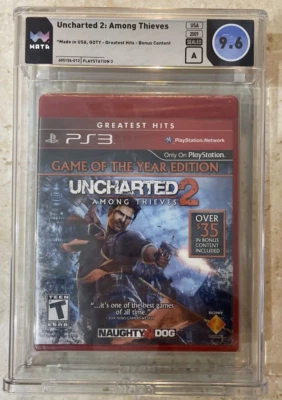 WATA
Uncharted 2: Among Thieves
"Made in USA, GOTY - Greatest Hits - Bonus Content
PLAYSTATION 3
USA
2009
SEALED
A
9.6
GREATEST HITS
PS3
PlayStation Network
Only On PlayStation
GAME OF THE YEAR EDITION
UNCHARTED 2
AMONG THIEVES
OVER
$35
IN BONUS
CONTENT
INCLUDED
TEEN
T
ESRB
"...it's one of the best games
of all time."
NAUGHTY DOG